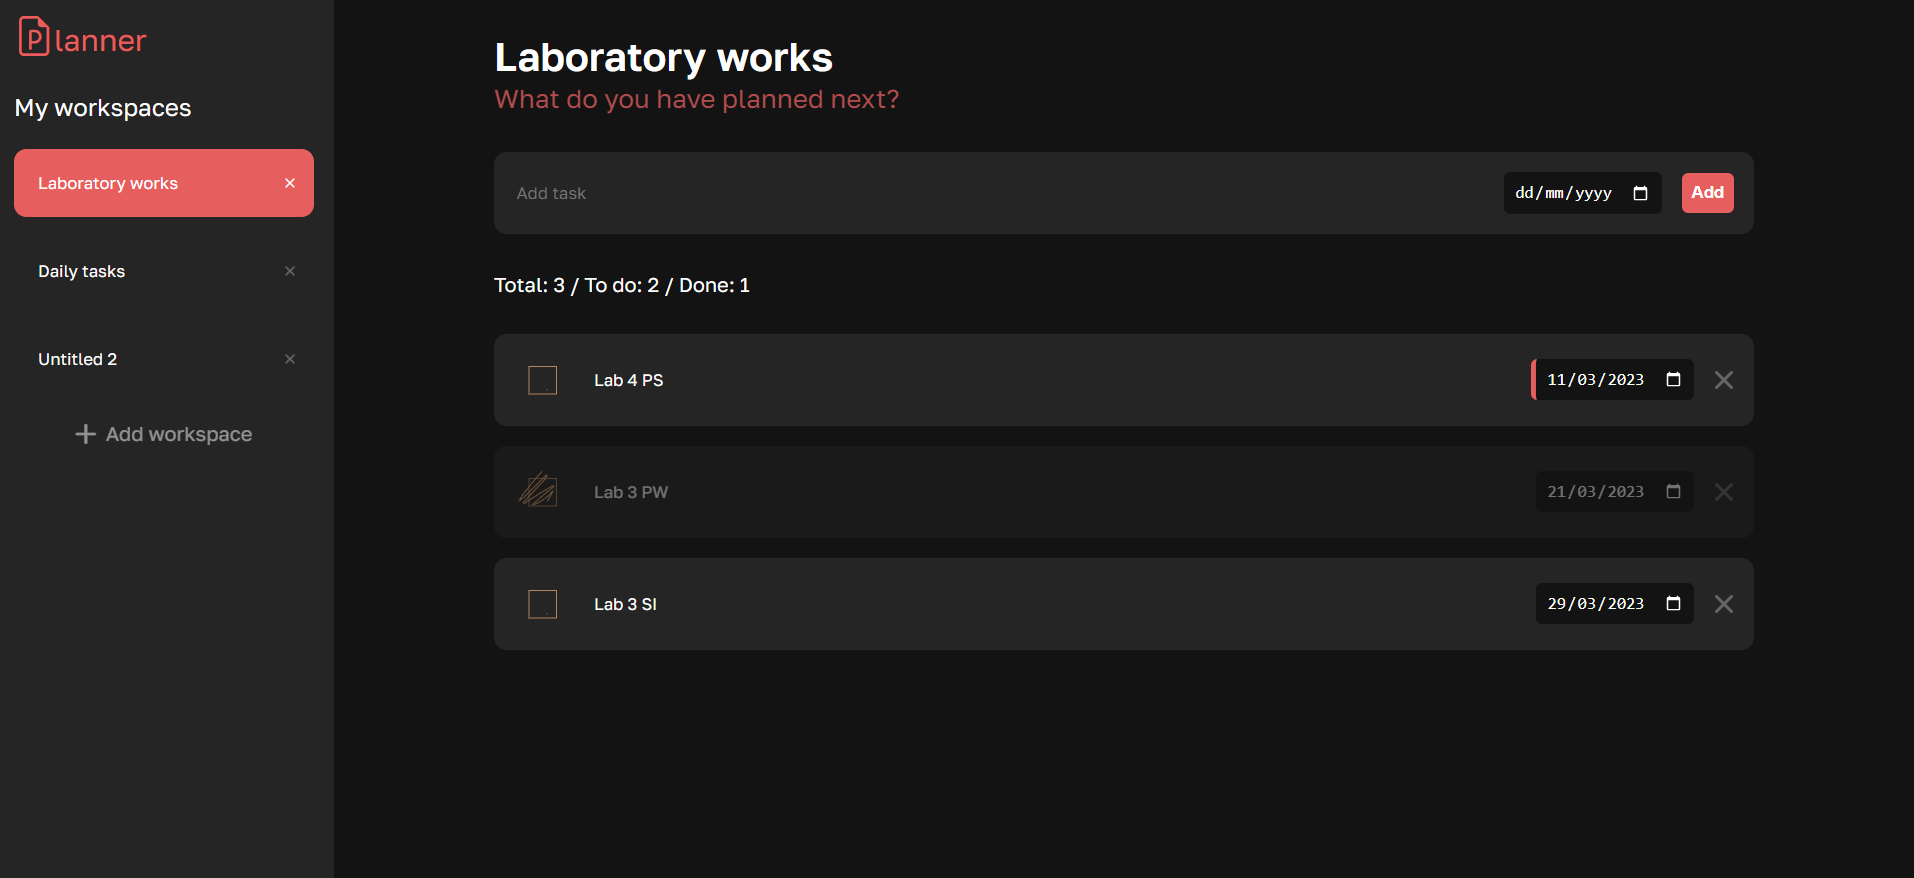 Planner
My workspaces
Laboratory works
Daily tasks
Untitled 2
Add workspace
Laboratory works
What do you have planned next?
Add task dd/mm/yyyy Add
Total: 3 / To do: 2 / Done: 1
Lab 4 PS 11/03/2023
Lab 3 PW 21/03/2023
Lab 3 SI 29/03/2023